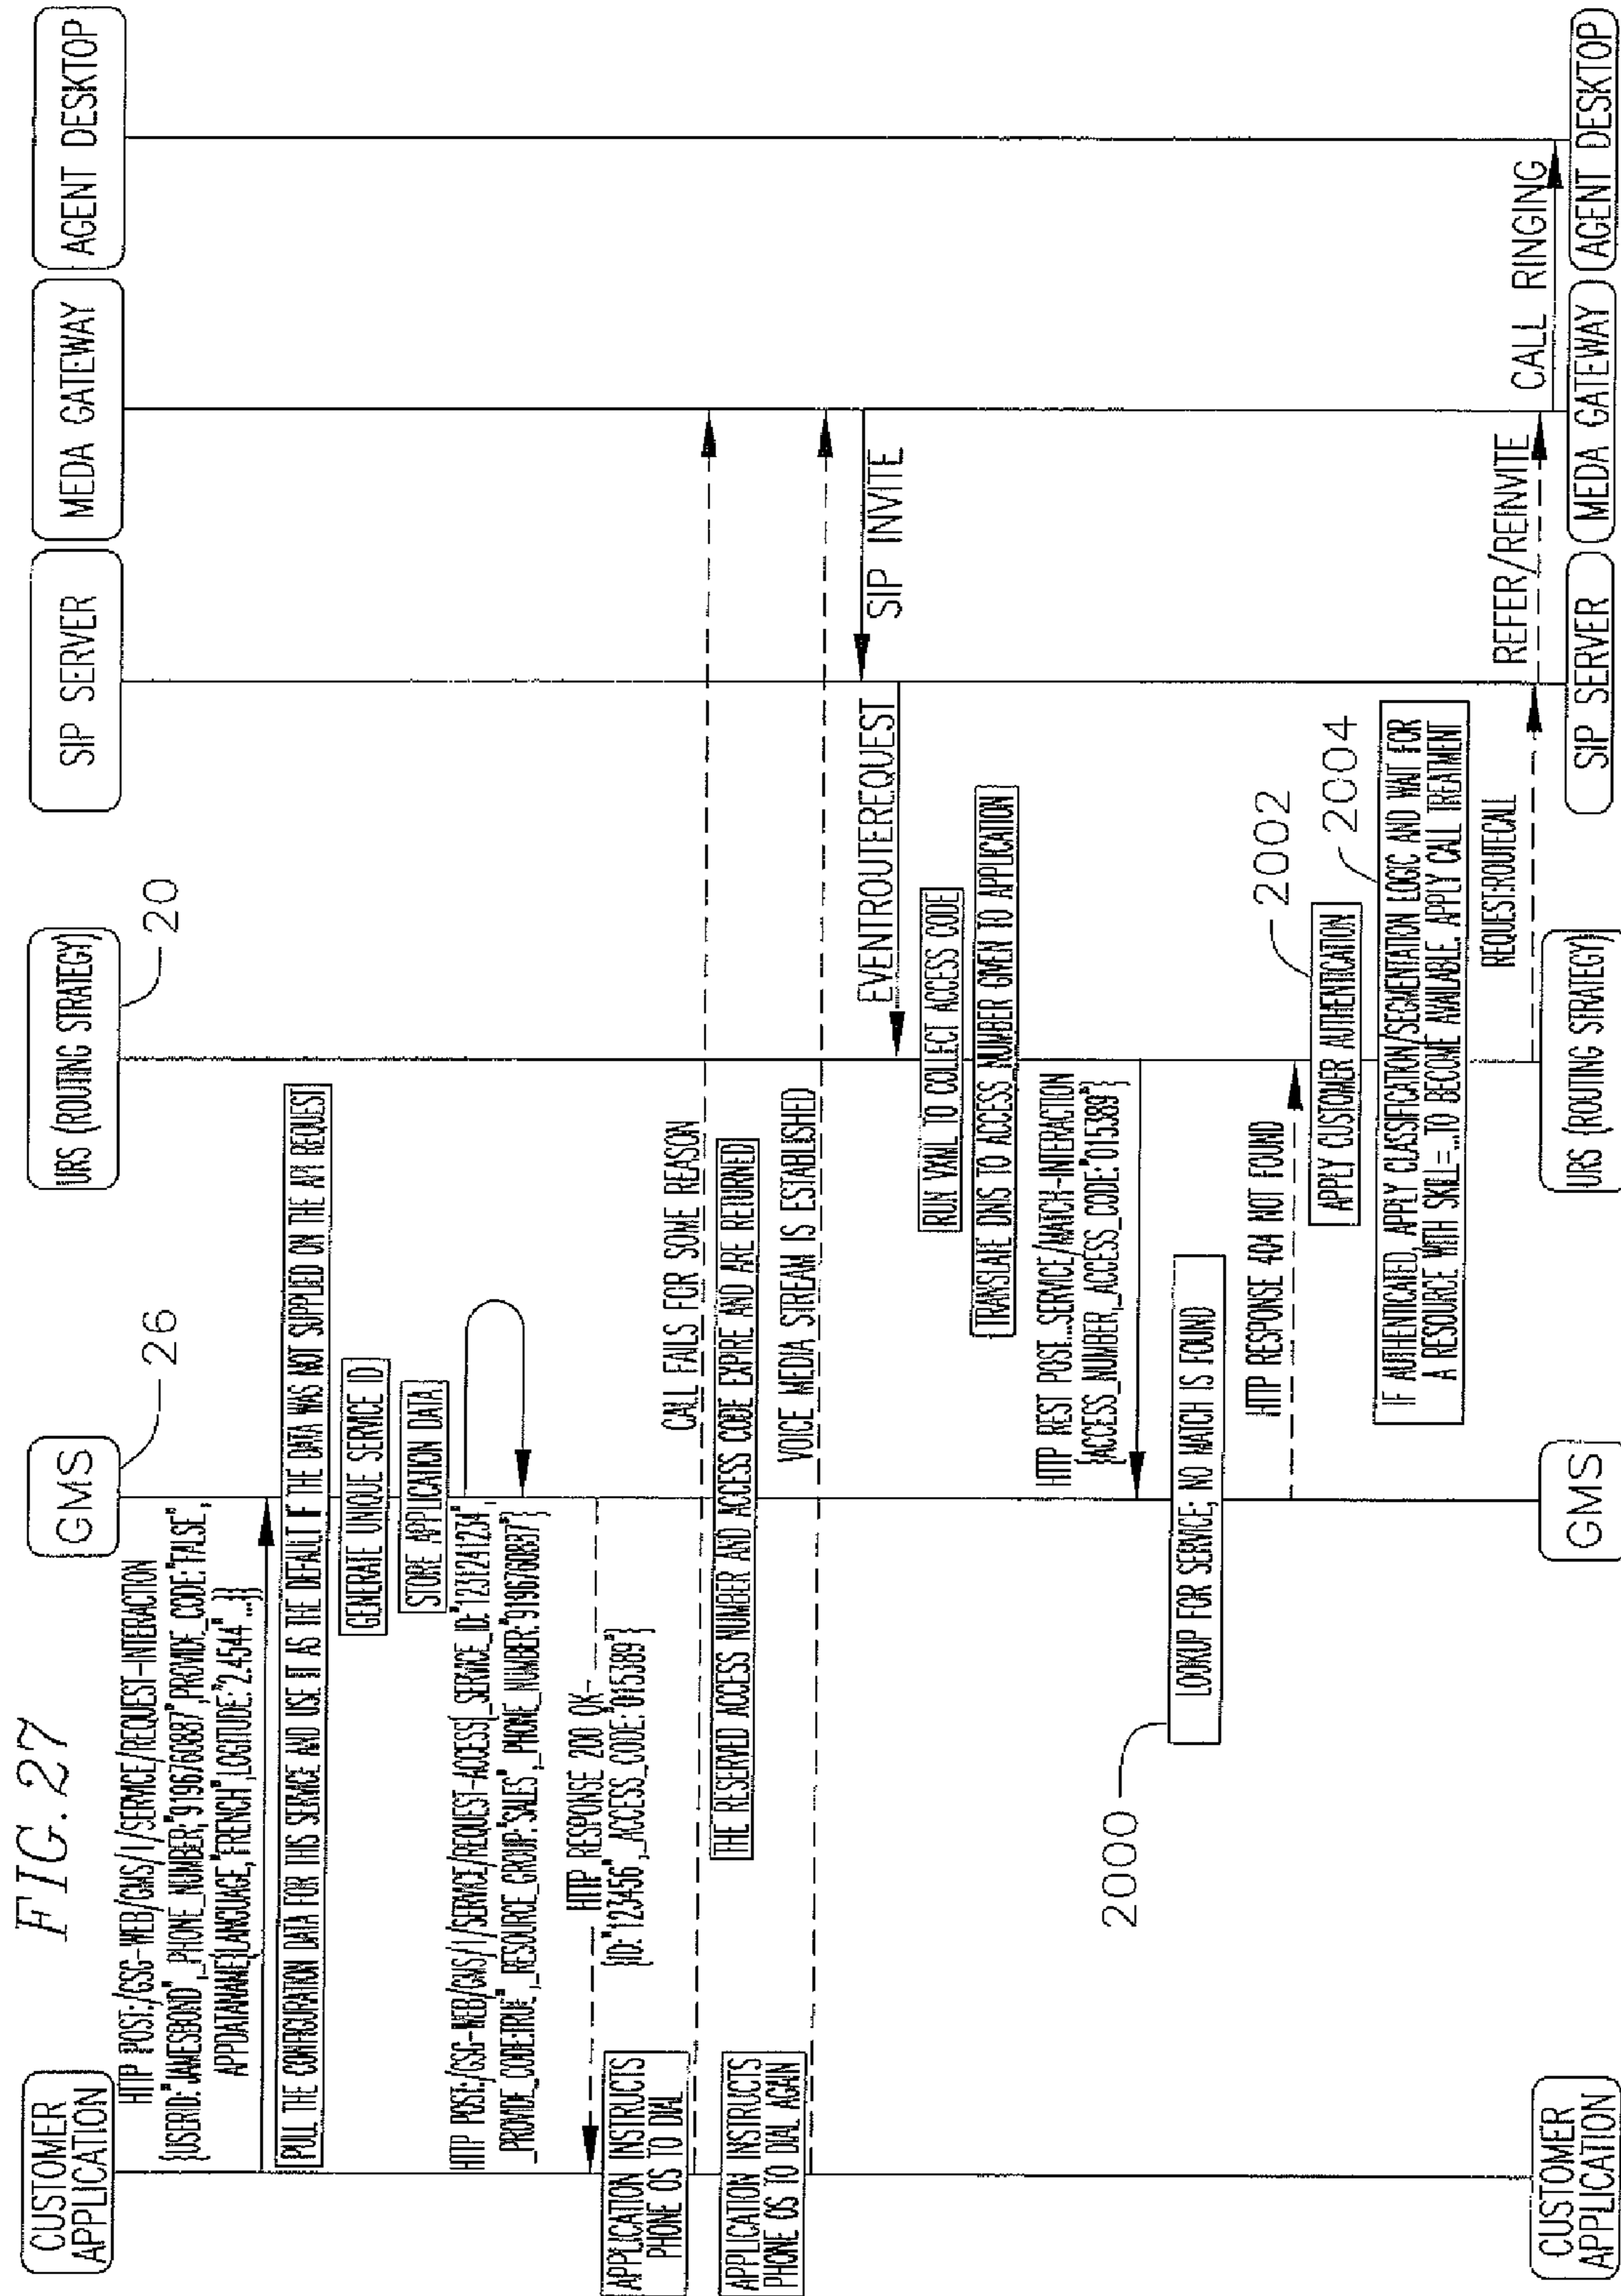 FIG. 27
CUSTOMER
APPLICATION
GMS
26
URS (ROUTING STRATEGY)
20
SIP SERVER
MEDA GATEWAY
AGENT DESKTOP
HTTP POST:/GSG-WEB/GMS/1/SERVICE/REQUEST-INTERACTION
{USERID:"JAMESBOND",_PHONE_NUMBER:"9196760887",PROVIDE_CODE:"FALSE",
APPDATANAME{LANGUAGE,"FRENCH",LOGITUDE:"2.4544"...}}
PULL THE CONFIGURATION DATA FOR THIS SERVICE AND USE IT AS THE DEFAULT IF THE DATA WAS NOT SUPPLIED ON THE API REQUEST
GENERATE UNIQUE SERVICE ID
STORE APPLICATION DATA
HTTP POST:/GSG-WEB/GMS/1/SERVICE/REQUEST-ACCESS{_SERVICE_ID:"1231241234",
_PROVIDE_CODE:TRUE",_RESOURCE_GROUP:"SALES",_PHONE_NUMBER:"9196760887"}
HTTP RESPONSE 200 OK-
{ID:"123456",_ACCESS_CODE:"015389"}
APPLICATION INSTRUCTS
PHONE OS TO DIAL
CALL FAILS FOR SOME REASON
THE RESERVED ACCESS NUMBER AND ACCESS CODE EXPIRE AND ARE RETURNED
APPLICATION INSTRUCTS
PHONE OS TO DIAL AGAIN
VOICE MEDIA STREAM IS ESTABLISHED
SIP INVITE
EVENTROUTEREQUEST
RUN VXML TO COLLECT ACCESS CODE
TRANSLATE DNIS TO ACCESS NUMBER GIVEN TO APPLICATION
HTTP REST POST...SERVICE/MATCH-INTERACTION
{ACCESS_NUMBER,_ACCESS_CODE:"015389"}
2000
LOOKUP FOR SERVICE; NO MATCH IS FOUND
HTTP RESPONSE 404 NOT FOUND
2002
APPLY CUSTOMER AUTHENTICATION
2004
IF AUTHENTICATED, APPLY CLASSIFICATION/SEGMENTATION LOGIC AND WAIT FOR
A RESOURCE WITH SKILL=...TO BECOME AVAILABLE. APPLY CALL TREATMENT
REQUEST:ROUTECALL
REFER/REINVITE
CALL RINGING
CUSTOMER
APPLICATION
GMS
URS (ROUTING STRATEGY)
SIP SERVER
MEDA GATEWAY
AGENT DESKTOP